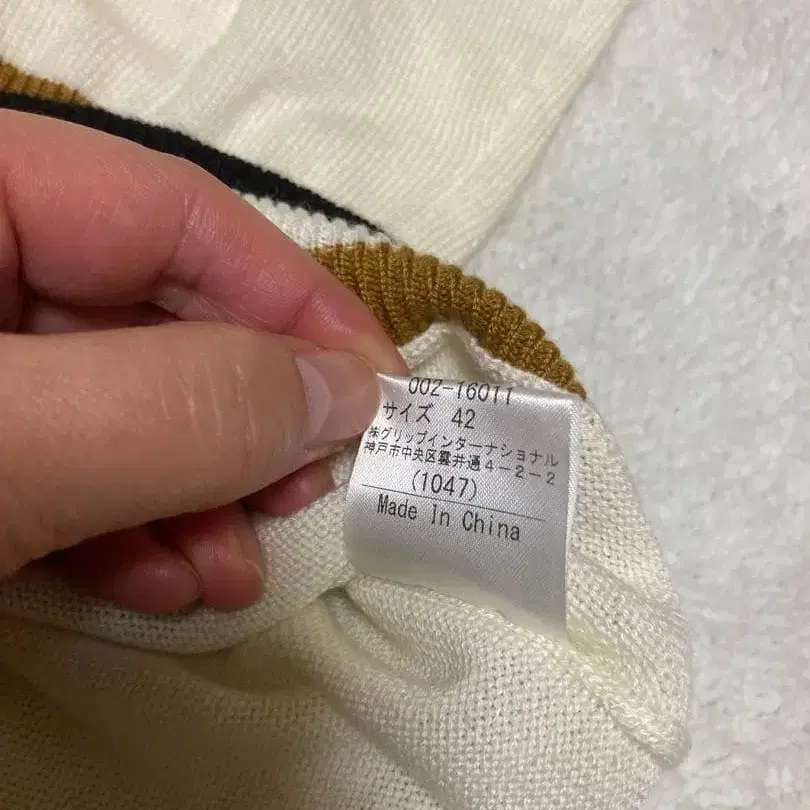 002-16011
サイズ 42
㈱グリップインターナショナル
神戸市中央区雲井通4-2-2
(1047)
Made In China